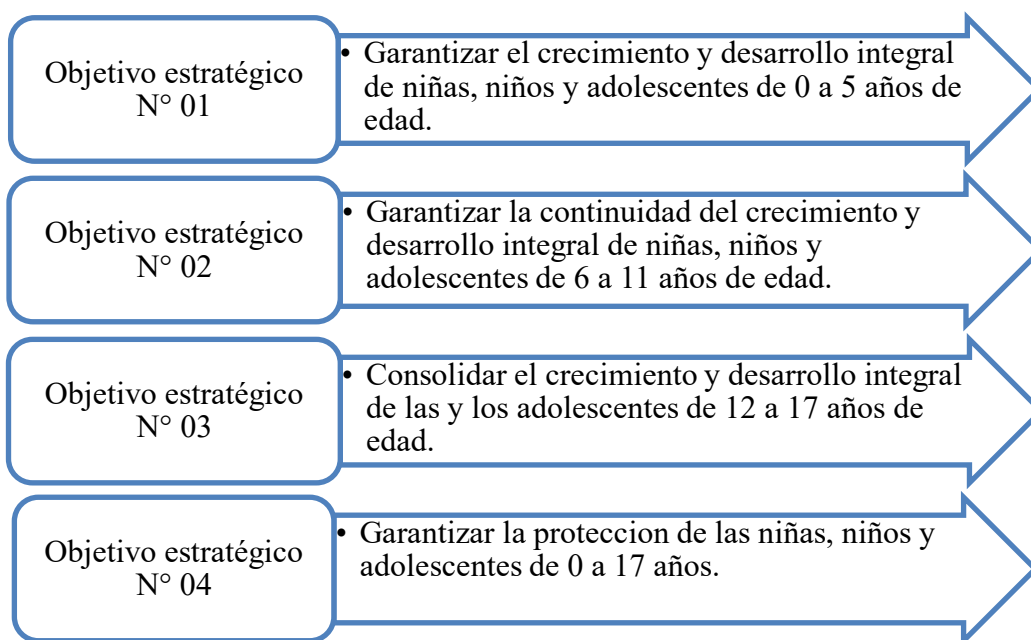 Objetivo estratégico
N° 01
• Garantizar el crecimiento y desarrollo integral
de niñas, niños y adolescentes de 0 a 5 años de
edad.
Objetivo estratégico
N° 02
• Garantizar la continuidad del crecimiento y
desarrollo integral de niñas, niños y
adolescentes de 6 a 11 años de edad.
Objetivo estratégico
N° 03
• Consolidar el crecimiento y desarrollo integral
de las y los adolescentes de 12 a 17 años de
edad.
Objetivo estratégico
N° 04
• Garantizar la proteccion de las niñas, niños y
adolescentes de 0 a 17 años.